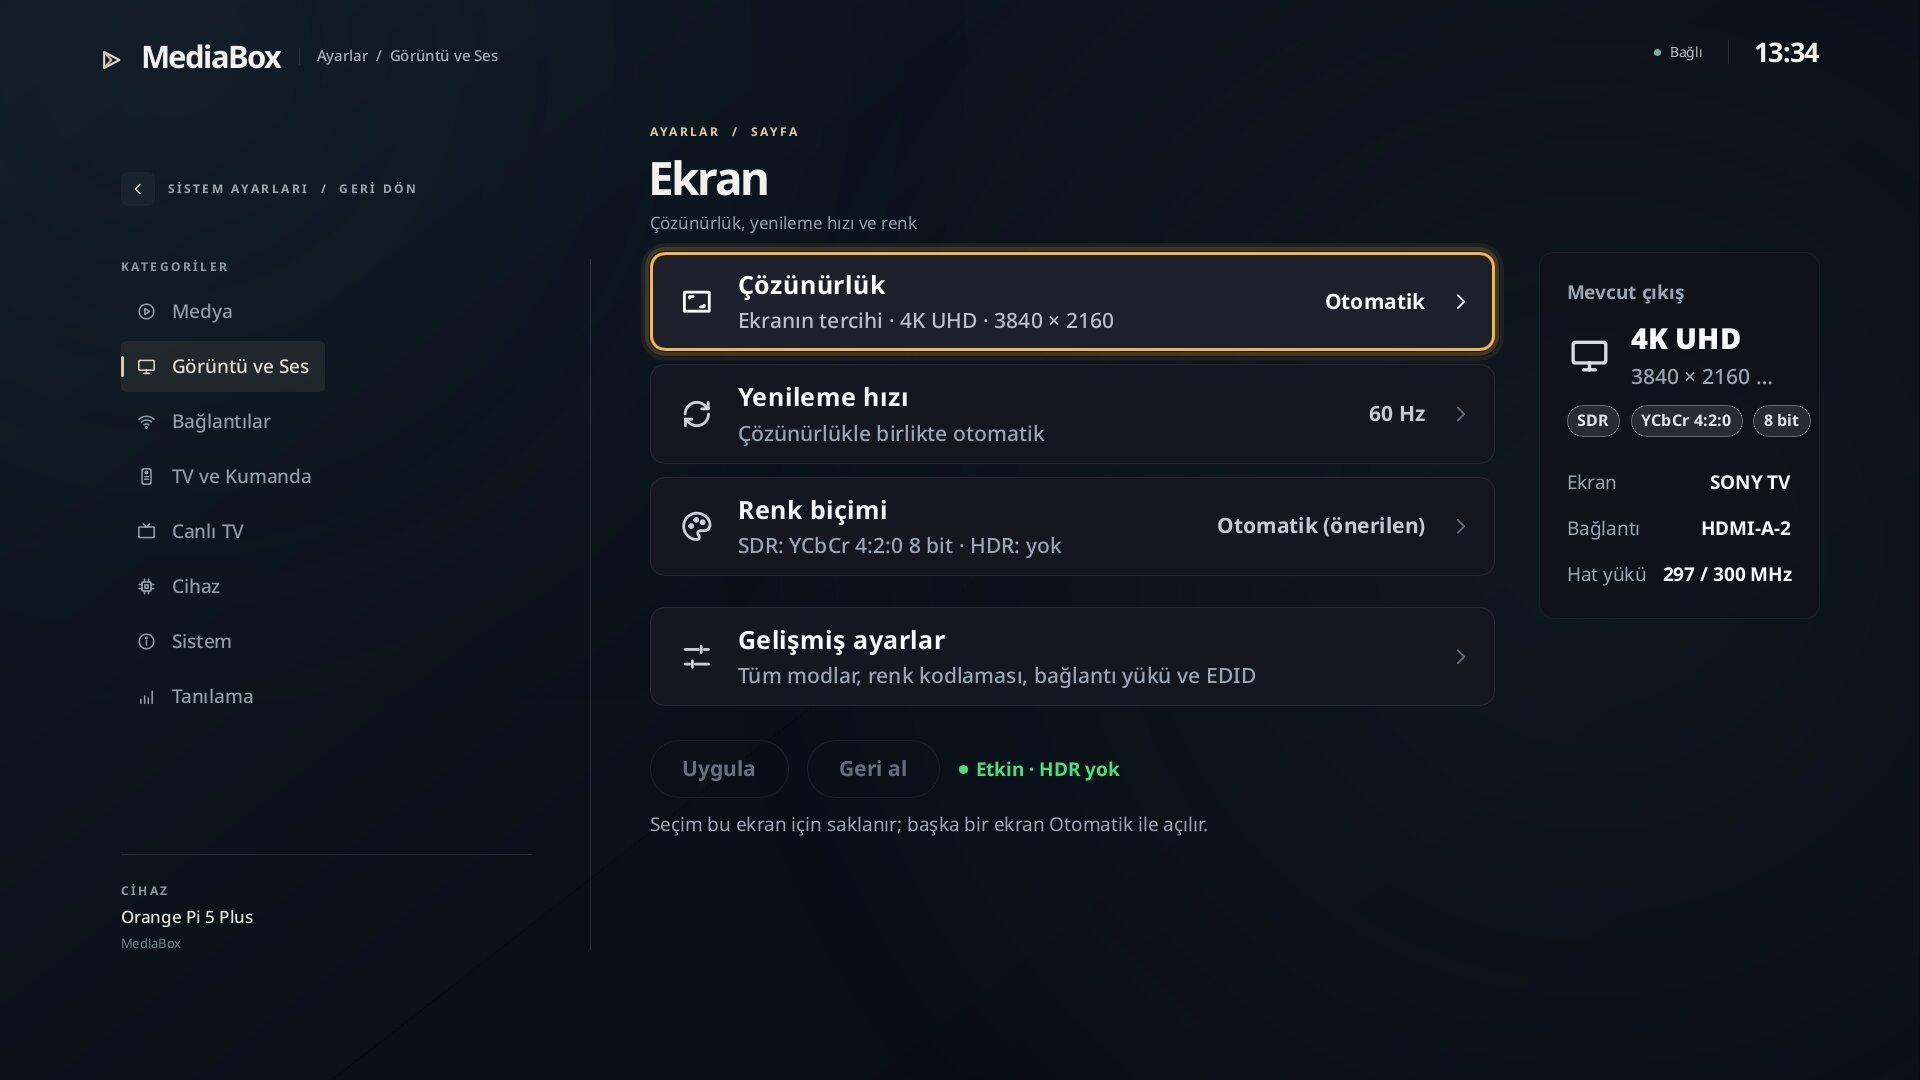 MediaBox
Ayarlar / Görüntü ve Ses
Bağlı
13:34
SİSTEM AYARLARI / GERİ DÖN
KATEGORİLER
Medya
Görüntü ve Ses
Bağlantılar
TV ve Kumanda
Canlı TV
Cihaz
Sistem
Tanılama
CİHAZ
Orange Pi 5 Plus
MediaBox
AYARLAR / SAYFA
Ekran
Çözünürlük, yenileme hızı ve renk
Çözünürlük
Ekranın tercihi · 4K UHD · 3840 × 2160
Otomatik
Yenileme hızı
Çözünürlükle birlikte otomatik
60 Hz
Renk biçimi
SDR: YCbCr 4:2:0 8 bit · HDR: yok
Otomatik (önerilen)
Gelişmiş ayarlar
Tüm modlar, renk kodlaması, bağlantı yükü ve EDID
Uygula
Geri al
Etkin · HDR yok
Seçim bu ekran için saklanır; başka bir ekran Otomatik ile açılır.
Mevcut çıkış
4K UHD
3840 × 2160 ...
SDR
YCbCr 4:2:0
8 bit
Ekran SONY TV
Bağlantı HDMI-A-2
Hat yükü 297 / 300 MHz